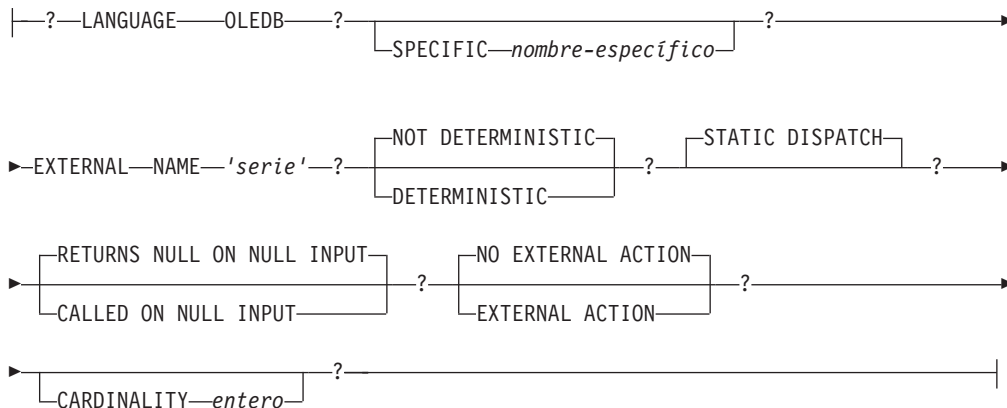 ? LANGUAGE OLEDB ? ?
SPECIFIC nombre-específico
NOT DETERMINISTIC STATIC DISPATCH
EXTERNAL NAME 'serie' ? ? ?
DETERMINISTIC
RETURNS NULL ON NULL INPUT NO EXTERNAL ACTION
? ?
CALLED ON NULL INPUT EXTERNAL ACTION
?
CARDINALITY entero